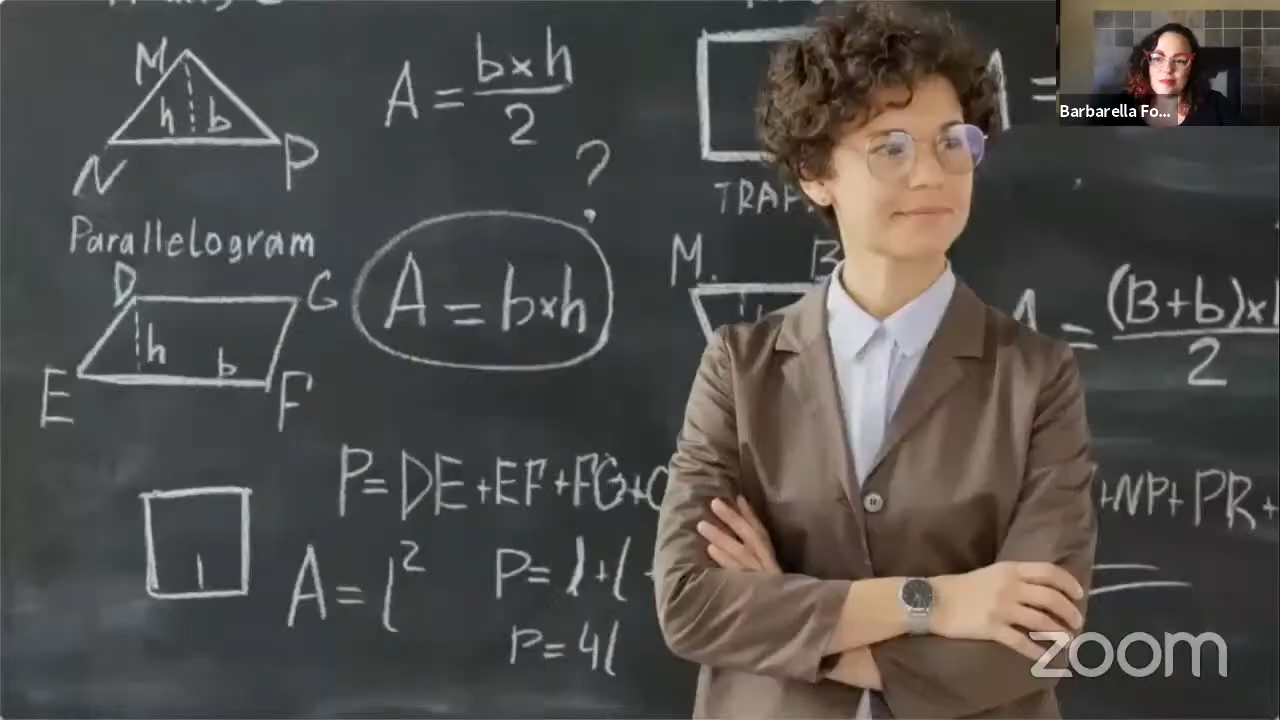 M
A = b×h
2
h b
N P
?
Parallelogram
D G
A = b×h
h
b
E F
TRAP
M B
A = (B+b)×
2
P = DE+EF+FG+
+NP+PR+
A = l²
l
P = l+l
P = 4l
Barbarella Fo...
zoom